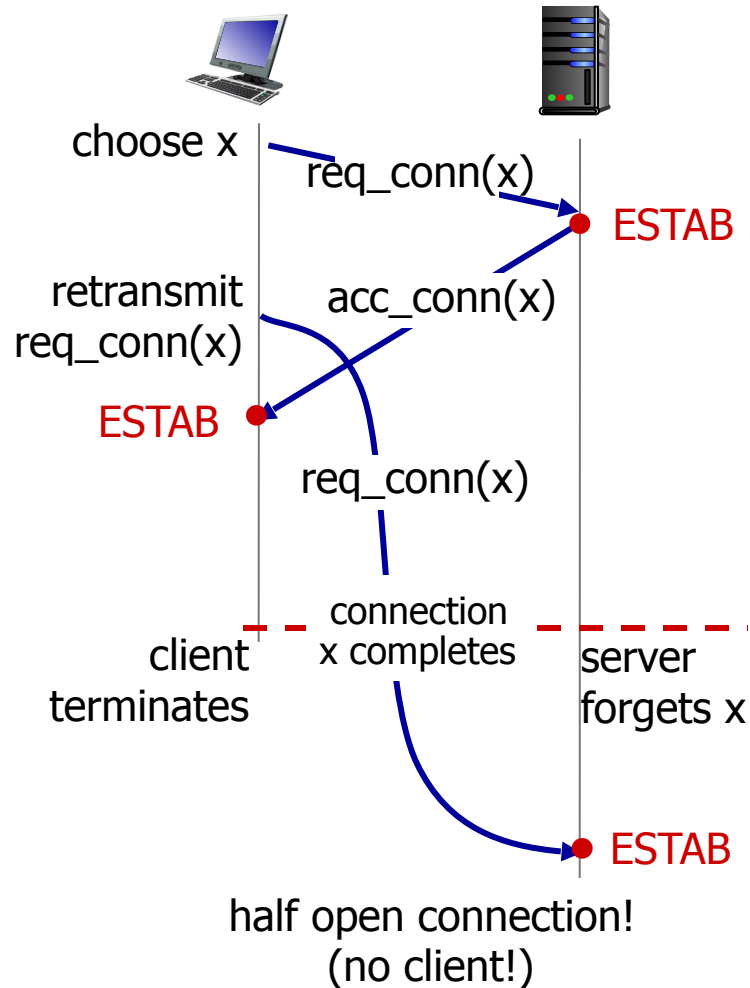 choose x
req_conn(x)
ESTAB
retransmit
req_conn(x)
acc_conn(x)
ESTAB
req_conn(x)
connection
x completes
client
terminates
server
forgets x
ESTAB
half open connection!
(no client!)